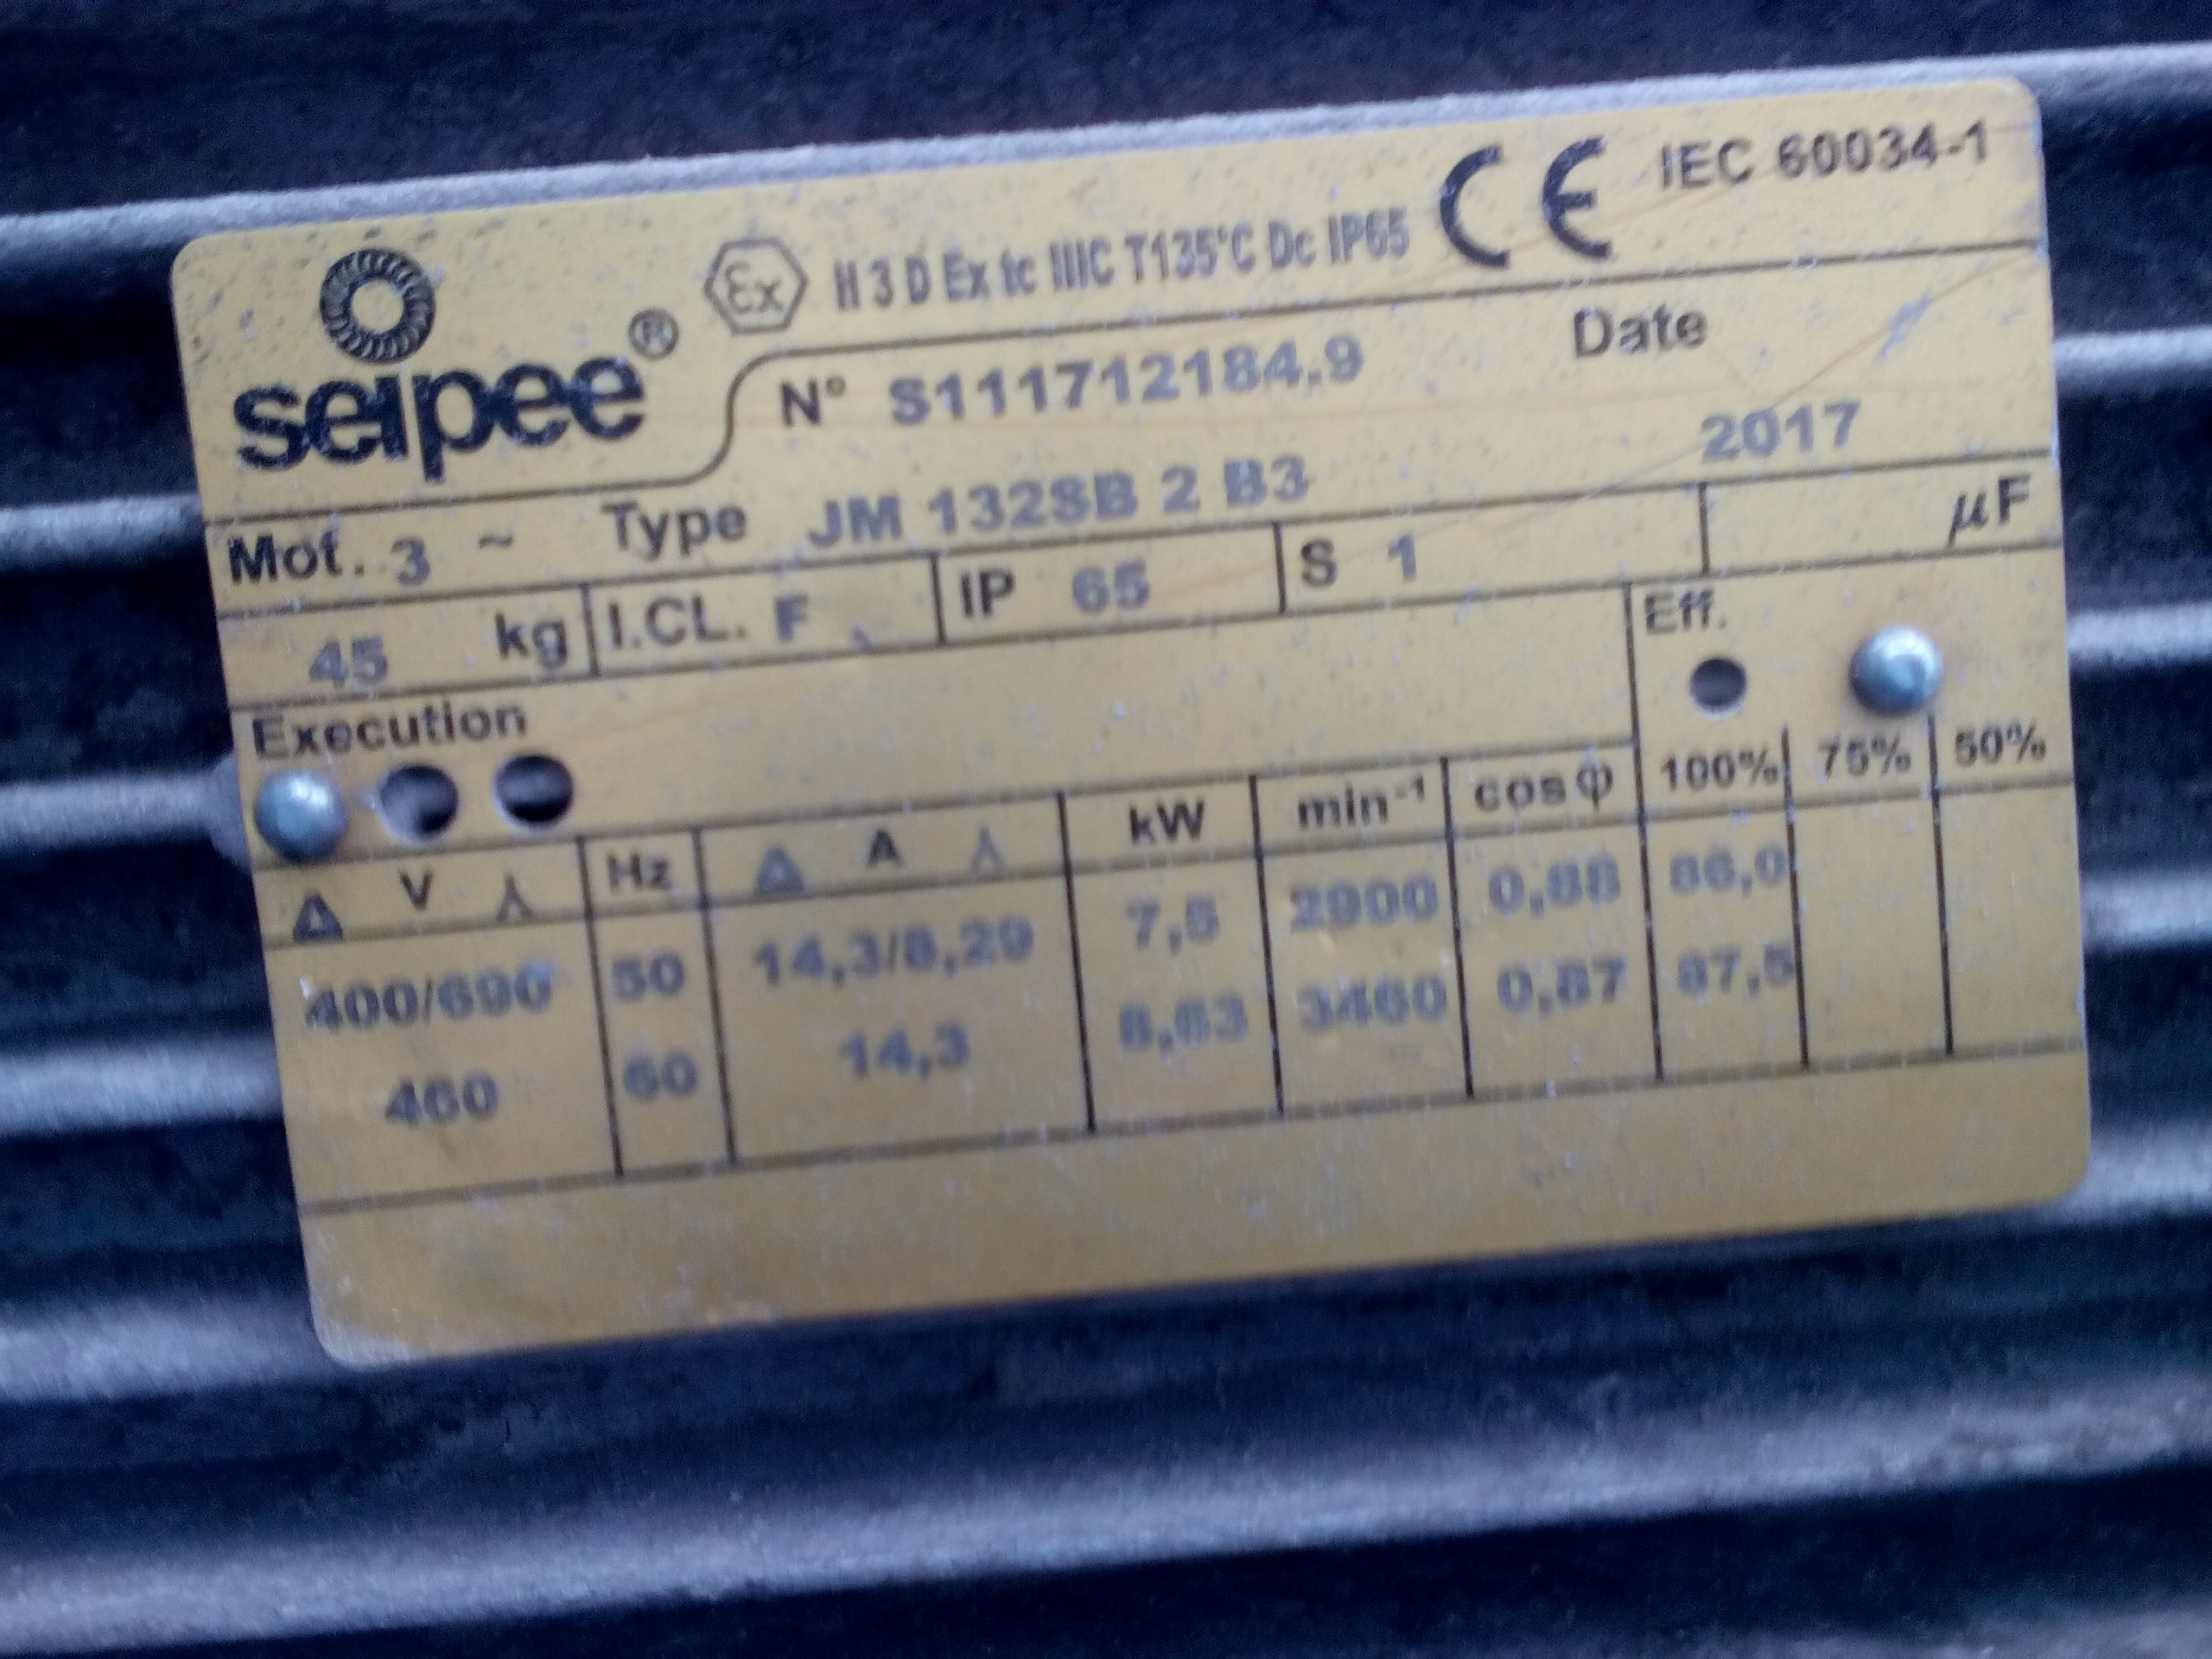 seipee®
Ex II 3 D Ex tc IIIC T135°C Dc IP65 CE IEC 60034-1
N° S111712184.9 Date
2017
Mot. 3 ~ Type JM 132SB 2 B3
45 kg I.CL. F IP 65 S 1 µF
Execution Eff.
Δ V Y Hz Δ A Y kW min⁻¹ cosφ 100% 75% 50%
400/690 50 14,3/8,29 7,5 2900 0,88 86,0
460 60 14,3 8,63 3460 0,87 87,5